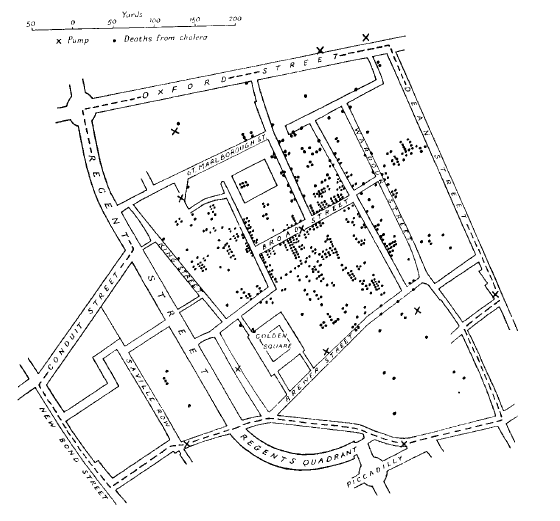 Yards
50 0 50 100 150 200
x Pump • Deaths from cholera
OXFORD STREET
GT. MARLBOROUGH ST.
WARDOUR
STREET
DEAN STREET
REGENT
STREET
BROAD STREET
KING STREET
CONDUIT STREET
GOLDEN
SQUARE
BREWER STREET
SAVILLE ROW
NEW BOND STREET
REGENTS QUADRANT
PICCADILLY